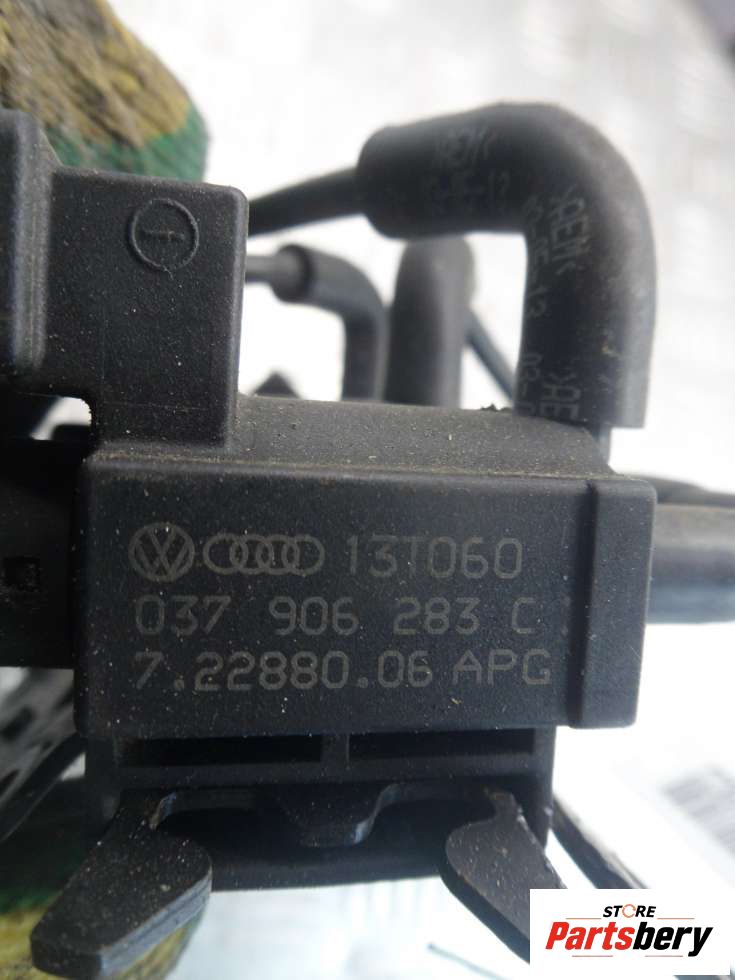 f
13T060
037 906 283 C
7.22880.06 APG
STORE
Partsbery